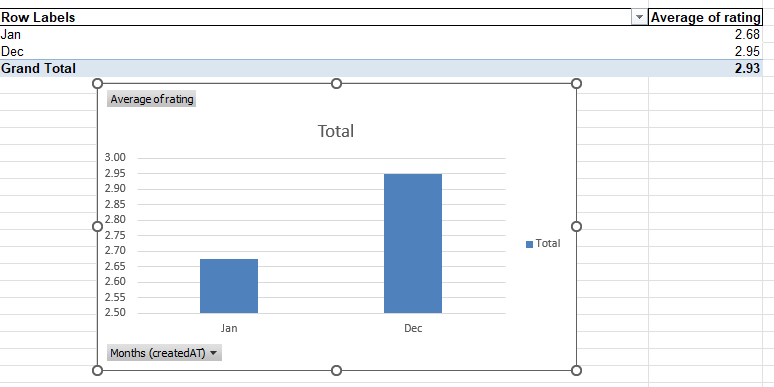 Row Labels Average of rating
Jan 2.68
Dec 2.95
Grand Total 2.93
Average of rating
Total
3.00
2.95
2.90
2.85
2.80
2.75
2.70
2.65
2.60
2.55
2.50
Total
Jan Dec
Months (createdAT)